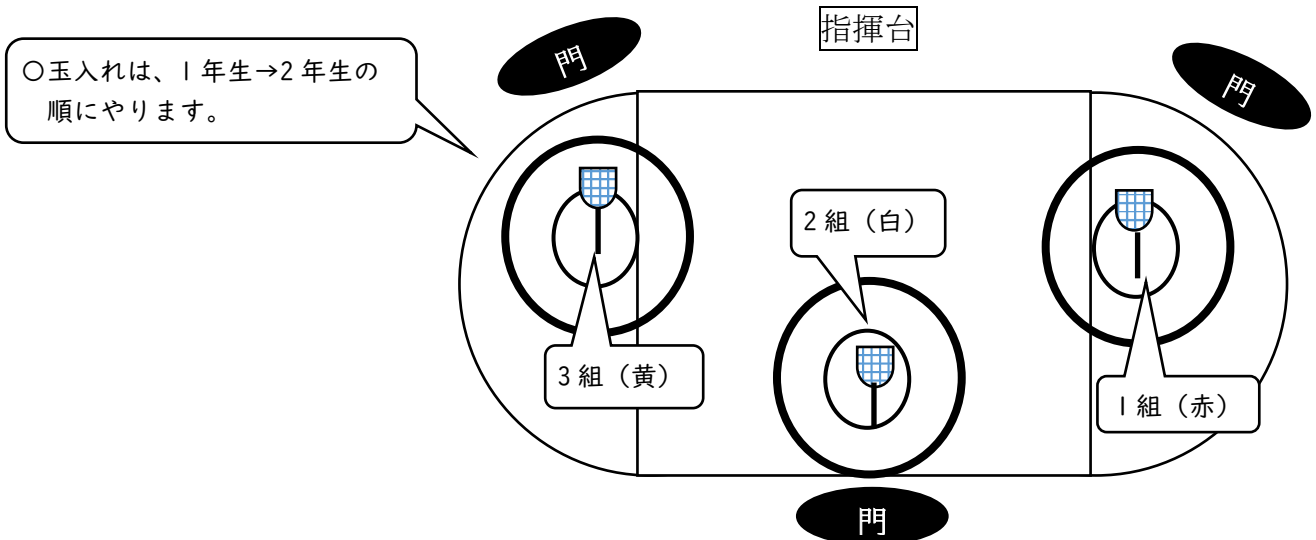 指揮台
門
門
〇玉入れは、1年生→2年生の
順にやります。
2組（白）
3組（黄）
1組（赤）
門